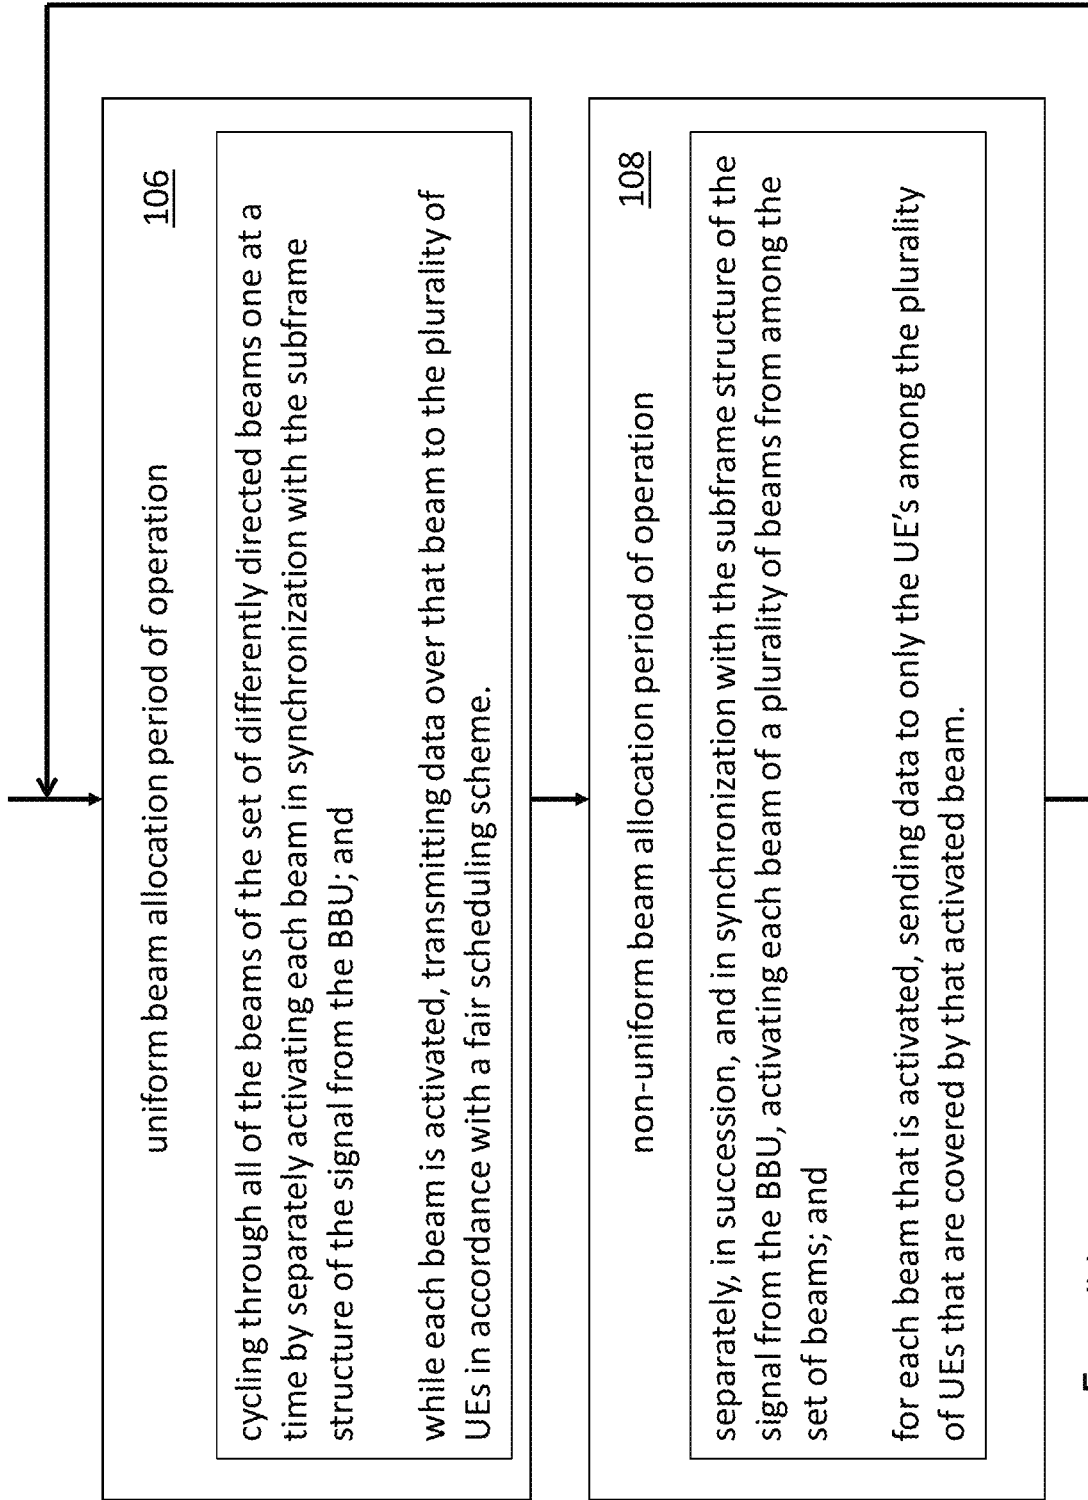 uniform beam allocation period of operation
106
cycling through all of the beams of the set of differently directed beams one at a
time by separately activating each beam in synchronization with the subframe
structure of the signal from the BBU; and
while each beam is activated, transmitting data over that beam to the plurality of
UEs in accordance with a fair scheduling scheme.
non-uniform beam allocation period of operation
108
separately, in succession, and in synchronization with the subframe structure of the
signal from the BBU, activating each beam of a plurality of beams from among the
set of beams; and
for each beam that is activated, sending data to only the UE's among the plurality
of UEs that are covered by that activated beam.